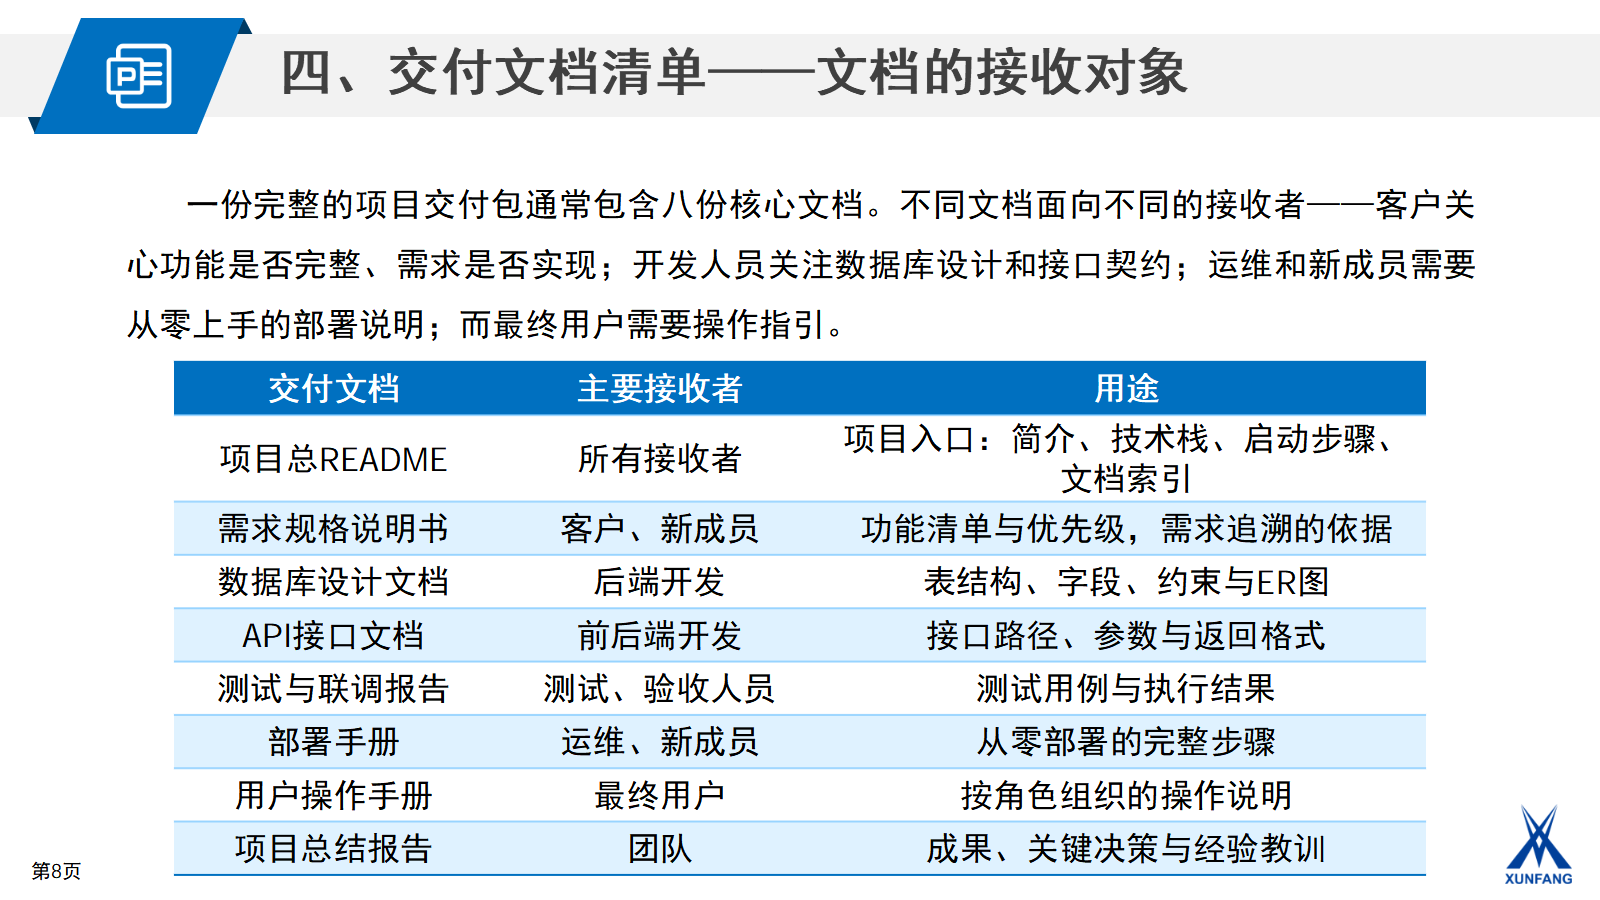 四、交付文档清单——文档的接收对象
一份完整的项目交付包通常包含八份核心文档。不同文档面向不同的接收者——客户关
心功能是否完整、需求是否实现；开发人员关注数据库设计和接口契约；运维和新成员需要
从零上手的部署说明；而最终用户需要操作指引。
交付文档 主要接收者 用途
项目总README 所有接收者 项目入口：简介、技术栈、启动步骤、
文档索引
需求规格说明书 客户、新成员 功能清单与优先级，需求追溯的依据
数据库设计文档 后端开发 表结构、字段、约束与ER图
API接口文档 前后端开发 接口路径、参数与返回格式
测试与联调报告 测试、验收人员 测试用例与执行结果
部署手册 运维、新成员 从零部署的完整步骤
用户操作手册 最终用户 按角色组织的操作说明
项目总结报告 团队 成果、关键决策与经验教训
第8页
XUNFANG